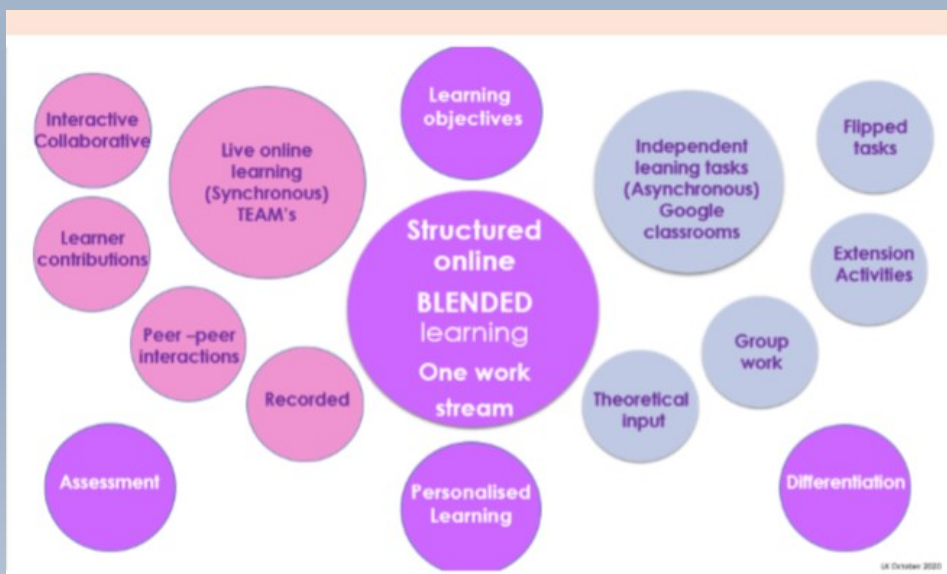 Learning
objectives
Interactive
Collaborative
Live online
learning
(Synchronous)
TEAM's
Learner
contributions
Peer –peer
interactions
Recorded
Structured
online
BLENDED
learning
One work
stream
Independent
leaning tasks
(Asynchronous)
Google
classrooms
Flipped
tasks
Extension
Activities
Group
work
Theoretical
input
Assessment
Personalised
Learning
Differentiation
October 2020